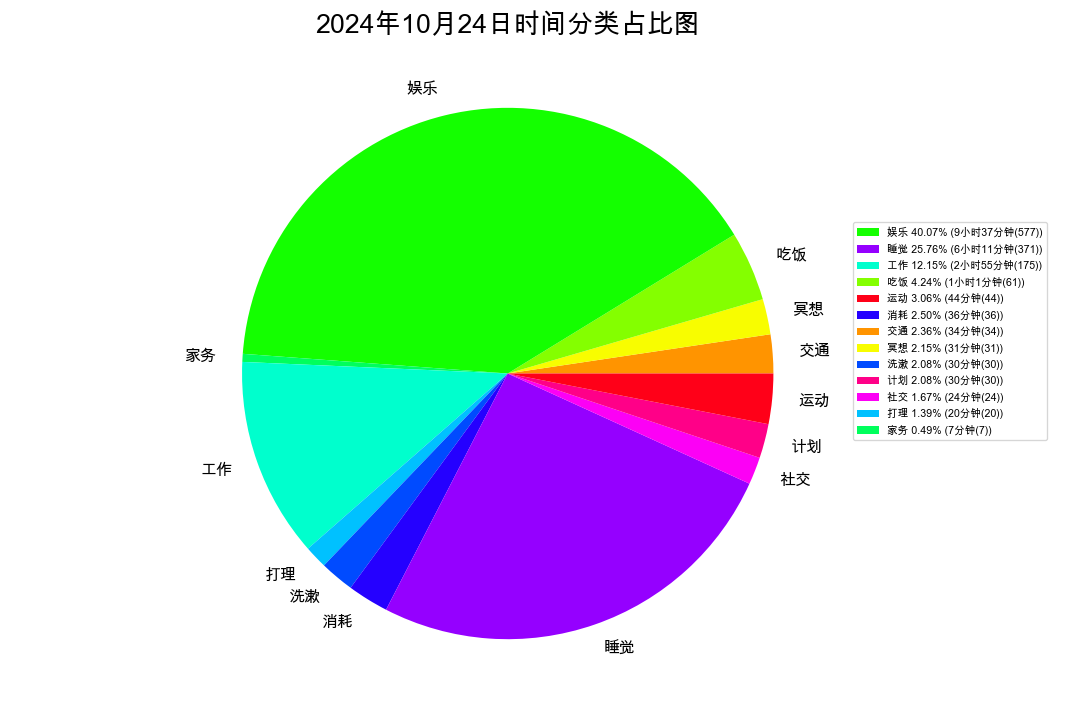 2024年10月24日时间分类占比图
娱乐
吃饭
冥想
交通
家务
运动
计划
工作
社交
打理
洗漱
消耗
睡觉
娱乐 40.07% (9小时37分钟(577))
睡觉 25.76% (6小时11分钟(371))
工作 12.15% (2小时55分钟(175))
吃饭 4.24% (1小时1分钟(61))
运动 3.06% (44分钟(44))
消耗 2.50% (36分钟(36))
交通 2.36% (34分钟(34))
冥想 2.15% (31分钟(31))
洗漱 2.08% (30分钟(30))
计划 2.08% (30分钟(30))
社交 1.67% (24分钟(24))
打理 1.39% (20分钟(20))
家务 0.49% (7分钟(7))